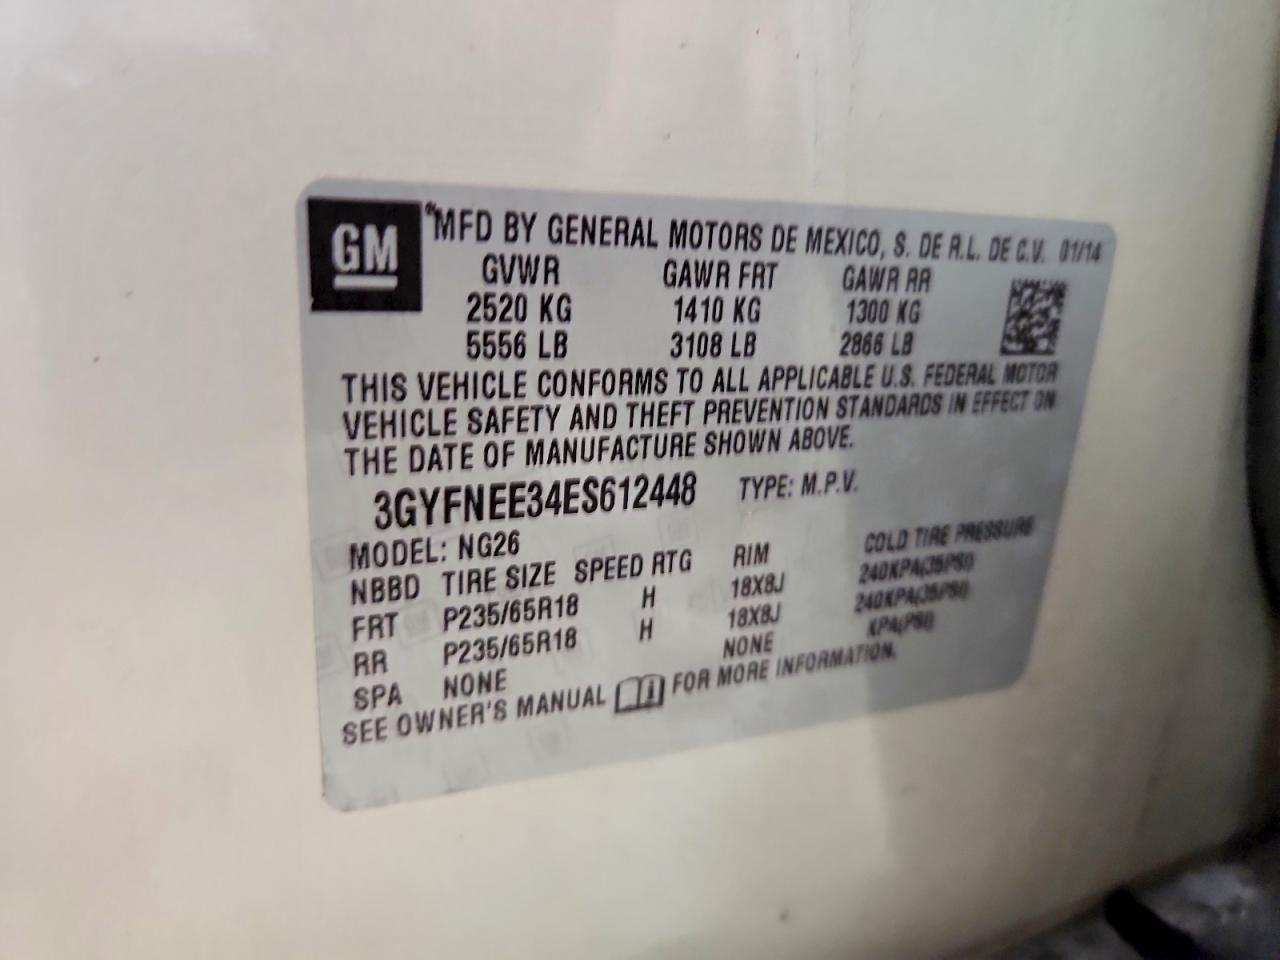 GM
MFD BY GENERAL MOTORS DE MEXICO, S. DE R.L. DE C.V. 01/14
GVWR GAWR FRT GAWR RR
2520 KG 1410 KG 1300 KG
5556 LB 3108 LB 2866 LB
THIS VEHICLE CONFORMS TO ALL APPLICABLE U.S. FEDERAL MOTOR
VEHICLE SAFETY AND THEFT PREVENTION STANDARDS IN EFFECT ON
THE DATE OF MANUFACTURE SHOWN ABOVE.
3GYFNEE34ES612448 TYPE: M.P.V.
MODEL: NG26
NBBD TIRE SIZE SPEED RTG RIM COLD TIRE PRESSURE
FRT P235/65R18 H 18X8J 240KPA(35PSI)
RR P235/65R18 H 18X8J 240KPA(35PSI)
SPA NONE NONE KPA(PSI)
SEE OWNER'S MANUAL FOR MORE INFORMATION.